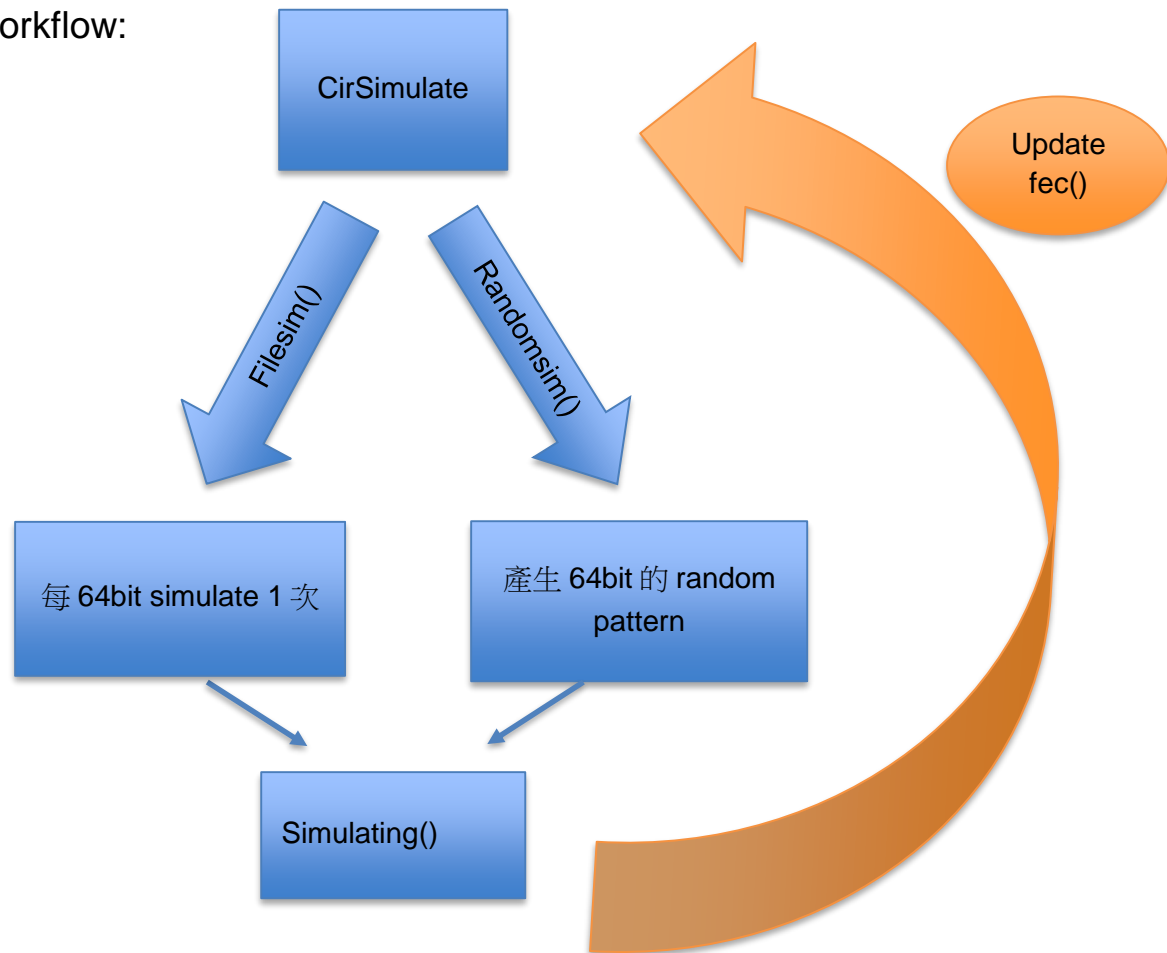 orkflow:
CirSimulate
Update
fec()
Filesim()
Randomsim()
每 64bit simulate 1 次
產生 64bit 的 random
pattern
Simulating()